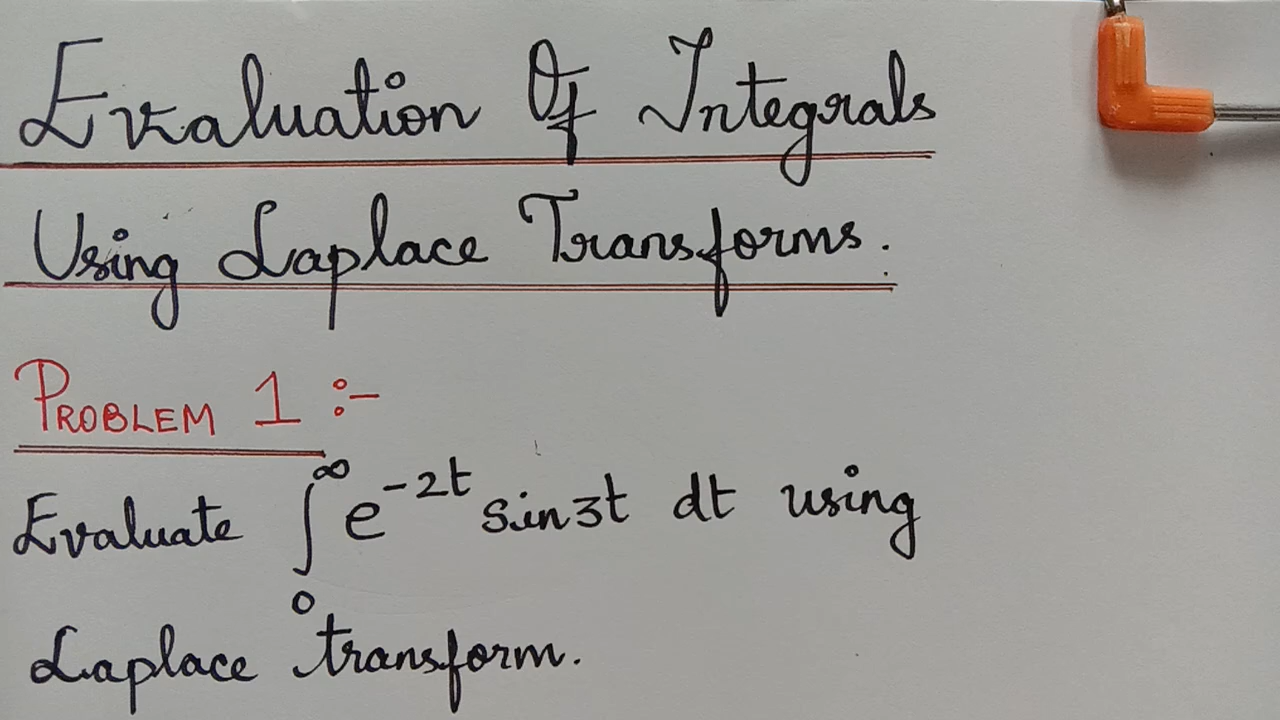 Evaluation Of Integrals
Using Laplace Transforms.
PROBLEM 1 :-
Evaluate ∫₀^∞ e^{-2t} sin3t dt using
Laplace transform.